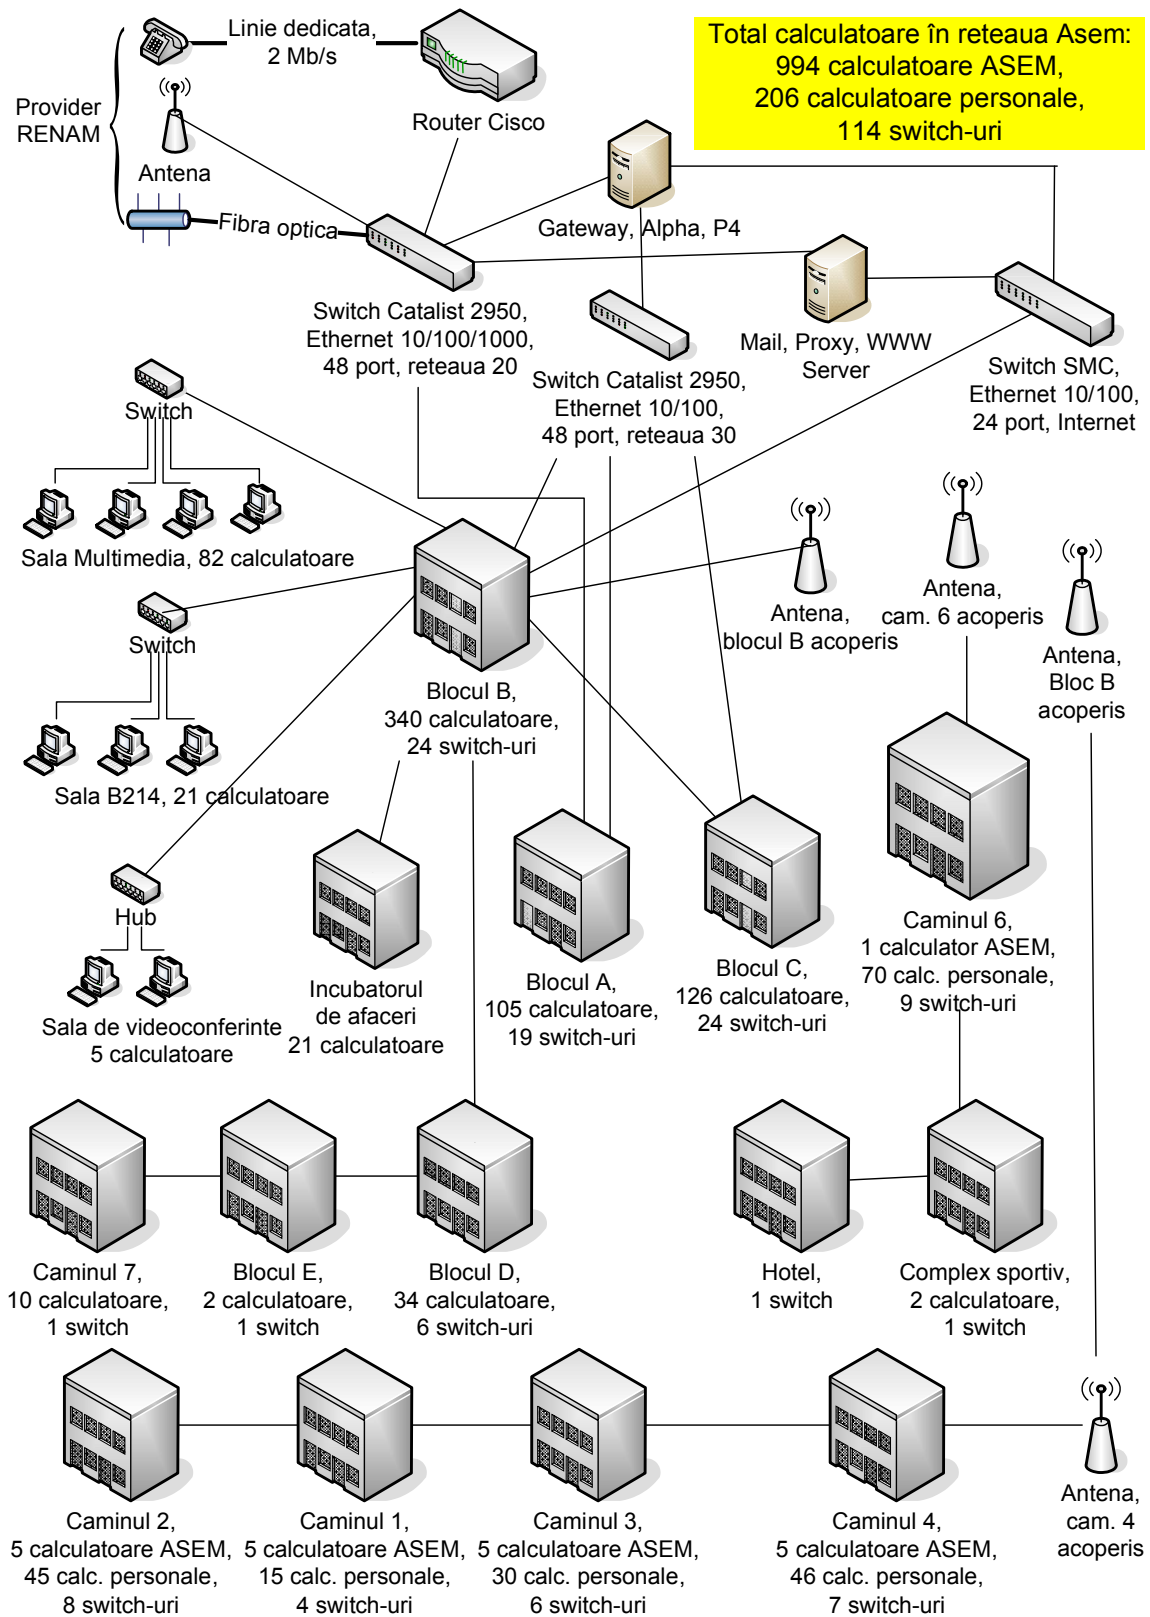 Linie dedicata,
2 Mb/s
Total calculatoare în reteaua Asem:
994 calculatoare ASEM,
206 calculatoare personale,
114 switch-uri
Provider
RENAM
Router Cisco
Antena
Fibra optica
Gateway, Alpha, P4
Switch Catalist 2950,
Ethernet 10/100/1000,
48 port, reteaua 20
Mail, Proxy, WWW
Server
Switch SMC,
Ethernet 10/100,
24 port, Internet
Switch Catalist 2950,
Ethernet 10/100,
48 port, reteaua 30
Switch
Sala Multimedia, 82 calculatoare
Switch
Sala B214, 21 calculatoare
Antena,
blocul B acoperis
Antena,
cam. 6 acoperis
Antena,
Bloc B
acoperis
Blocul B,
340 calculatoare,
24 switch-uri
Hub
Sala de videoconferinte
5 calculatoare
Incubatorul
de afaceri
21 calculatoare
Blocul A,
105 calculatoare,
19 switch-uri
Blocul C,
126 calculatoare,
24 switch-uri
Caminul 6,
1 calculator ASEM,
70 calc. personale,
9 switch-uri
Caminul 7,
10 calculatoare,
1 switch
Blocul E,
2 calculatoare,
1 switch
Blocul D,
34 calculatoare,
6 switch-uri
Hotel,
1 switch
Complex sportiv,
2 calculatoare,
1 switch
Caminul 2,
5 calculatoare ASEM,
45 calc. personale,
8 switch-uri
Caminul 1,
5 calculatoare ASEM,
15 calc. personale,
4 switch-uri
Caminul 3,
5 calculatoare ASEM,
30 calc. personale,
6 switch-uri
Caminul 4,
5 calculatoare ASEM,
46 calc. personale,
7 switch-uri
Antena,
cam. 4
acoperis